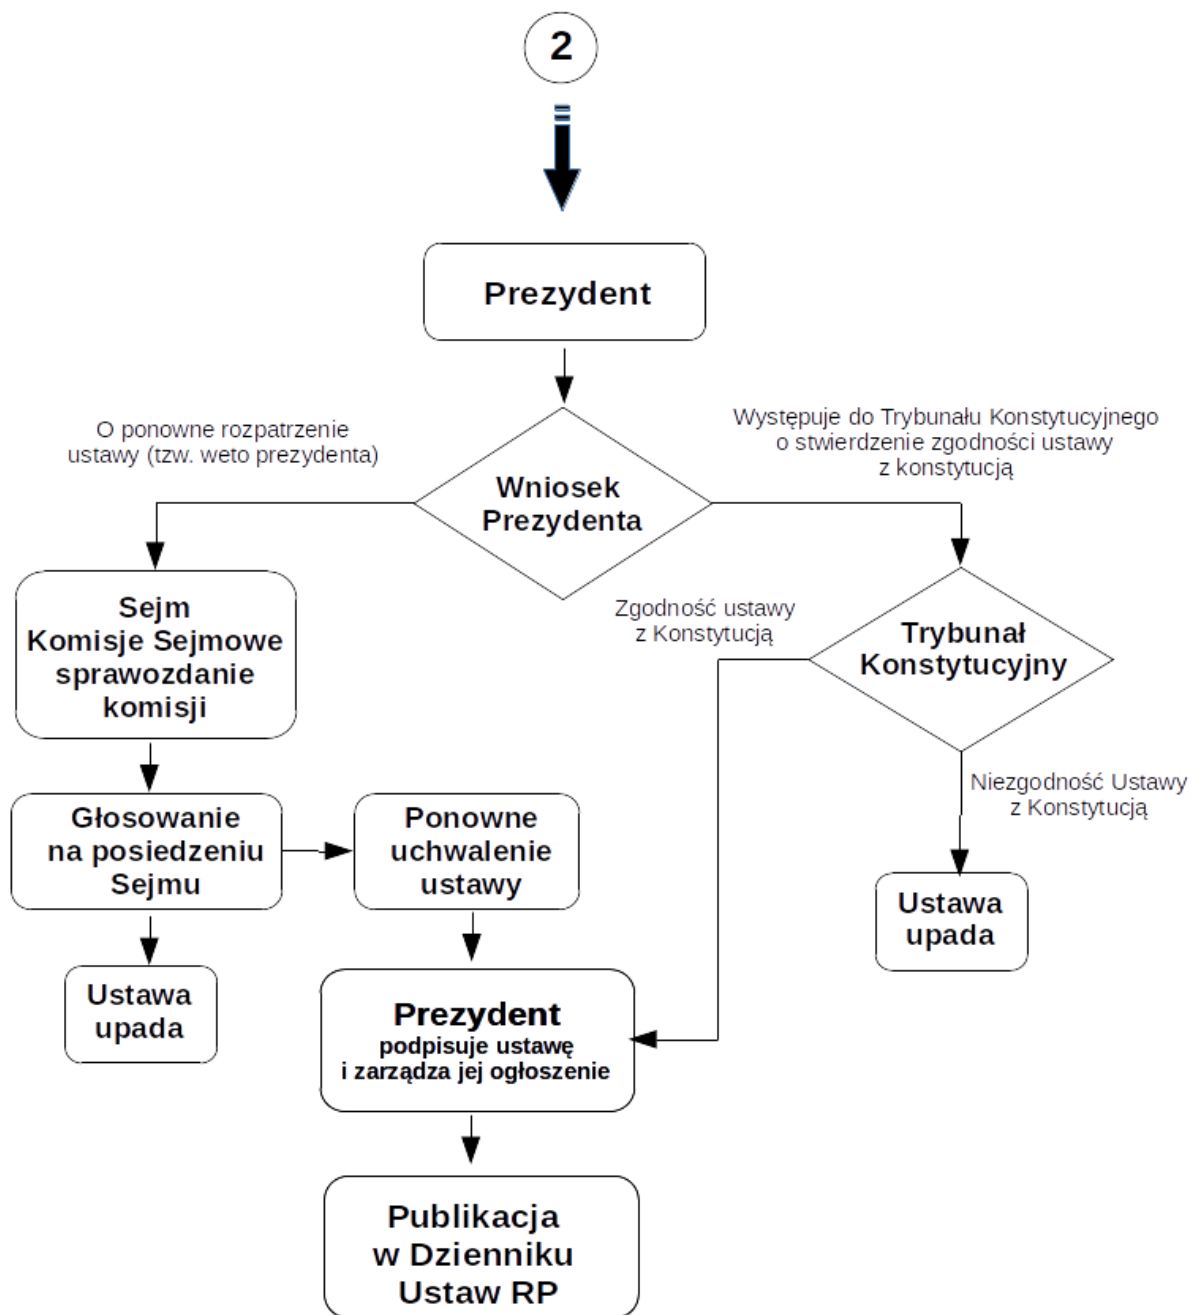 2
Prezydent
O ponowne rozpatrzenie
ustawy (tzw. weto prezydenta)
Występuje do Trybunału Konstytucyjnego
o stwierdzenie zgodności ustawy
z konstytucją
Wniosek
Prezydenta
Sejm
Komisje Sejmowe
sprawozdanie
komisji
Zgodność ustawy
z Konstytucją
Trybunał
Konstytucyjny
Niezgodność Ustawy
z Konstytucją
Głosowanie
na posiedzeniu
Sejmu
Ponowne
uchwalenie
ustawy
Ustawa
upada
Ustawa
upada
Prezydent
podpisuje ustawę
i zarządza jej ogłoszenie
Publikacja
w Dzienniku
Ustaw RP